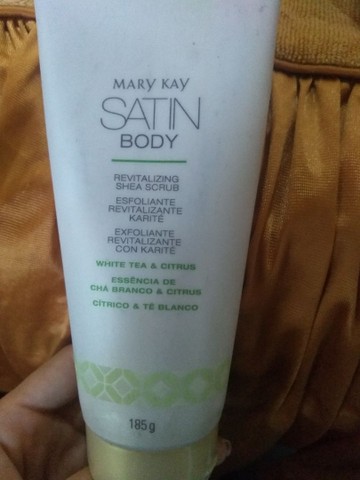 MARY KAY
SATIN
BODY
REVITALIZING
SHEA SCRUB
ESFOLIANTE
REVITALIZANTE
KARITÉ
EXFOLIANTE
REVITALIZANTE
CON KARITÉ
WHITE TEA & CITRUS
ESSÊNCIA DE
CHÁ BRANCO & CITRUS
CÍTRICO & TÉ BLANCO
185 g